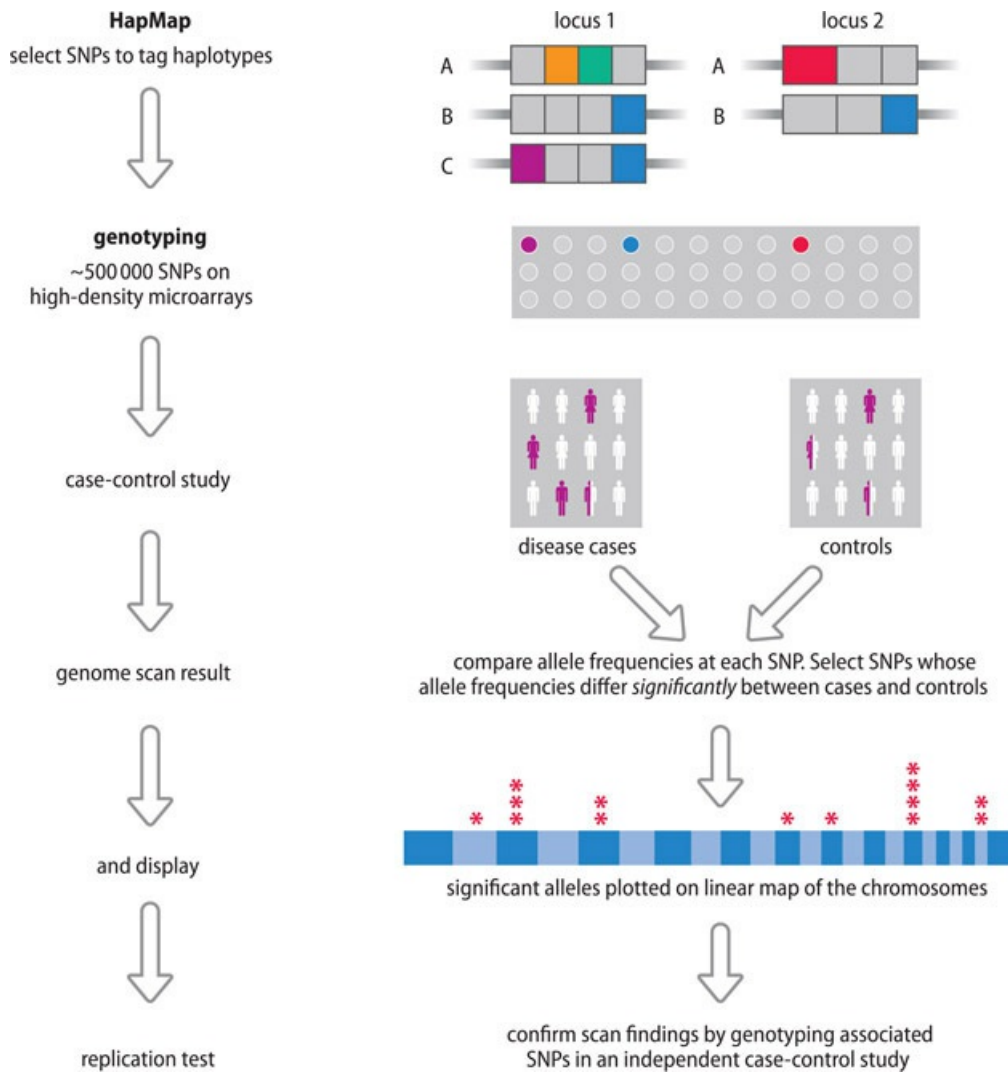 HapMap
select SNPs to tag haplotypes
locus 1
locus 2
A
B
C
A
B
genotyping
~500 000 SNPs on
high-density microarrays
case-control study
disease cases
controls
genome scan result
compare allele frequencies at each SNP. Select SNPs whose
allele frequencies differ significantly between cases and controls
* * * * * * * * * * * * * *
and display
significant alleles plotted on linear map of the chromosomes
replication test
confirm scan findings by genotyping associated
SNPs in an independent case-control study